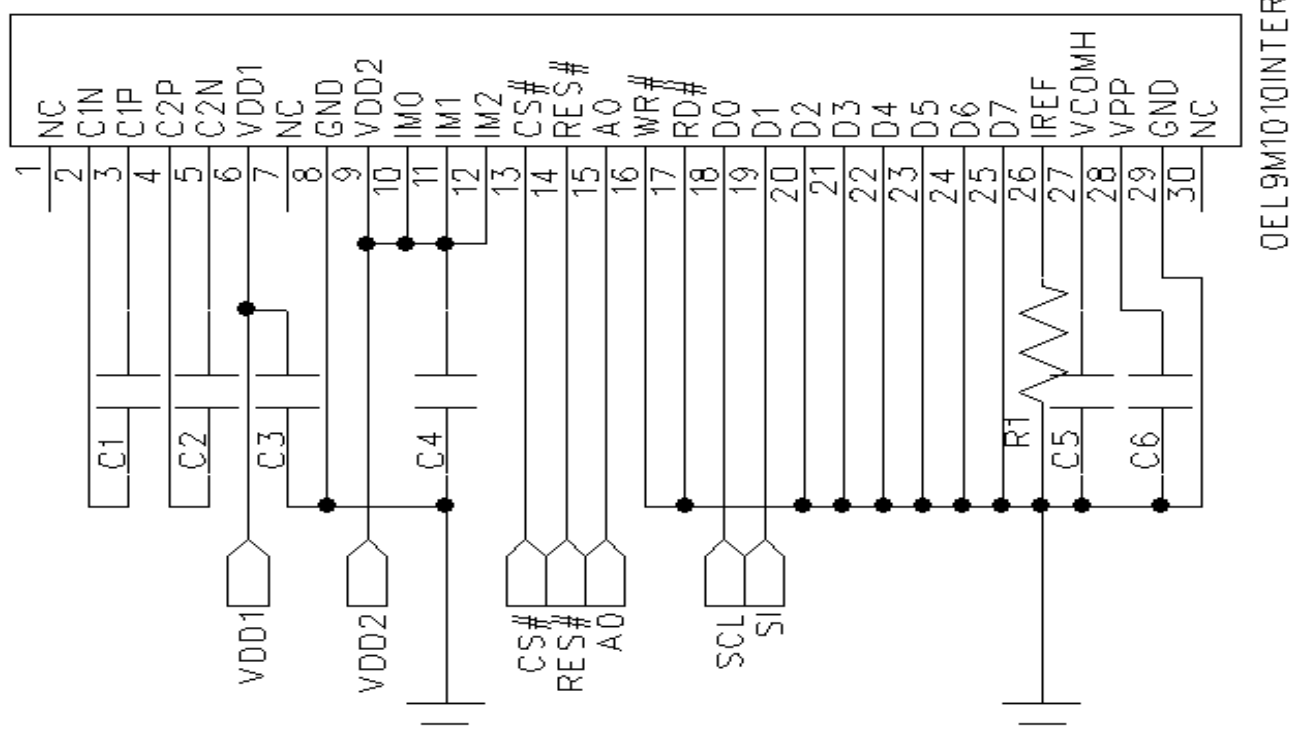 NC
C1N
C1P
C2P
C2N
VDD1
NC
GND
VDD2
IM0
IM1
IM2
CS#
RES#
A0
WR#
RD#
D0
D1
D2
D3
D4
D5
D6
D7
IREF
VCOMH
VPP
GND
NC
1
2
3
4
5
6
7
8
9
10
11
12
13
14
15
16
17
18
19
20
21
22
23
24
25
26
27
28
29
30
C1
C2
C3
C4
R1
C5
C6
VDD1
VDD2
CS#
RES#
A0
SCL
SI
OEL9M1010INTER